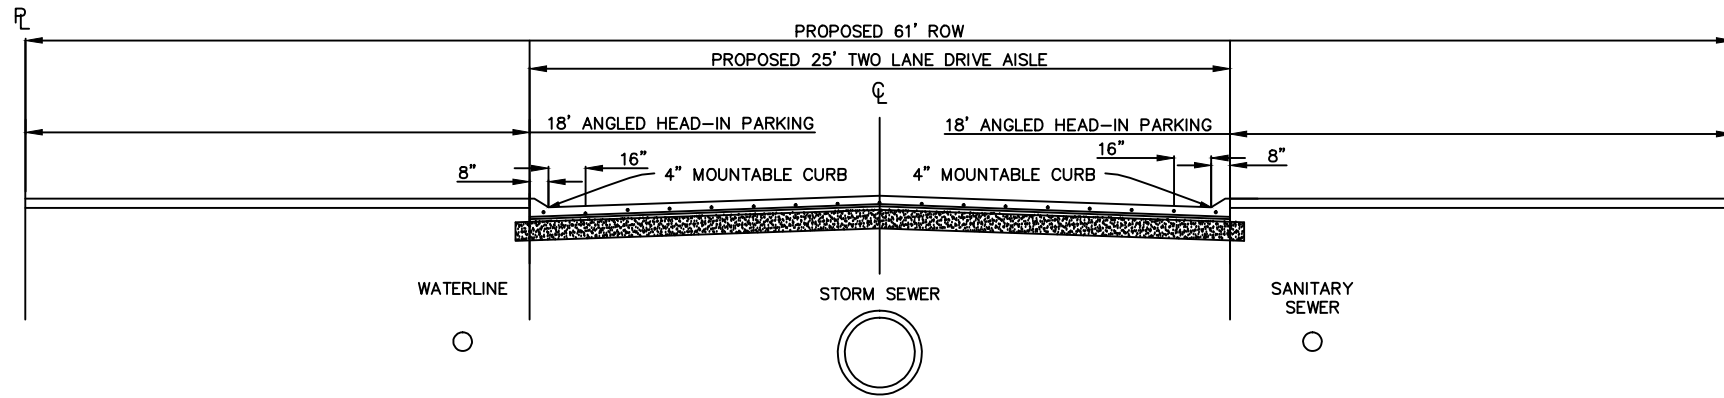 PL
PROPOSED 61' ROW
PROPOSED 25' TWO LANE DRIVE AISLE
CL
18' ANGLED HEAD-IN PARKING
18' ANGLED HEAD-IN PARKING
8"
16"
4" MOUNTABLE CURB
4" MOUNTABLE CURB
16"
8"
WATERLINE
STORM SEWER
SANITARY
SEWER